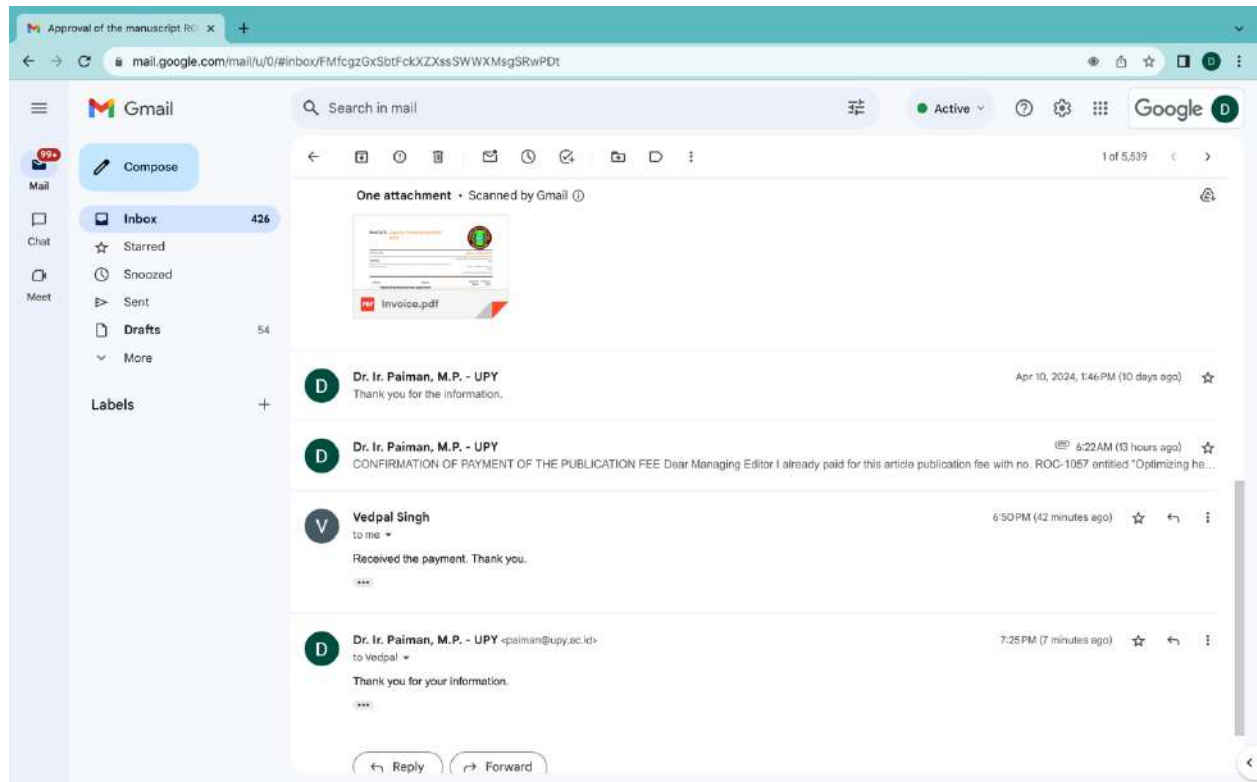 Approval of the manuscript RO
mail.google.com/mail/u/0/#inbox/FMfcgzGxSbtFckXZXssSWWXMsgSRwPDt
Gmail
Search in mail
Active
Google D
99+
Mail
Chat
Meet
Compose
Inbox 426
Starred
Snoozed
Sent
Drafts 54
More
Labels
1 of 5,539
One attachment • Scanned by Gmail
INVOICE
PDF Invoice.pdf
D
Dr. Ir. Paiman, M.P. - UPY
Apr 10, 2024, 1:46 PM (10 days ago)
Thank you for the information.
D
Dr. Ir. Paiman, M.P. - UPY
6:22 AM (13 hours ago)
CONFIRMATION OF PAYMENT OF THE PUBLICATION FEE Dear Managing Editor I already paid for this article publication fee with no. ROC-1057 entitled "Optimizing he...
V
Vedpal Singh
6:50 PM (42 minutes ago)
to me
Received the payment. Thank you.
D
Dr. Ir. Paiman, M.P. - UPY <paiman@upy.ac.id>
7:25 PM (7 minutes ago)
to Vedpal
Thank you for your information.
Reply
Forward